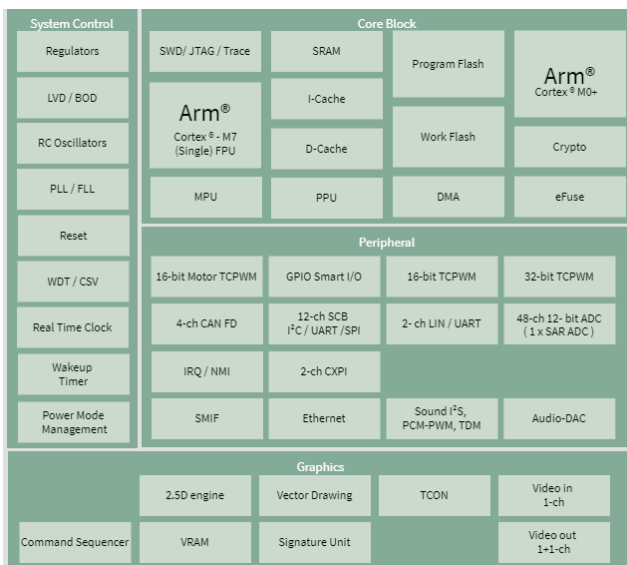 System Control
Regulators
LVD / BOD
RC Oscillators
PLL / FLL
Reset
WDT / CSV
Real Time Clock
Wakeup
Timer
Power Mode
Management
Core Block
SWD/ JTAG / Trace
SRAM
Program Flash
Arm®
Cortex ® M0+
Arm®
Cortex ® - M7
(Single) FPU
I-Cache
D-Cache
Work Flash
Crypto
MPU
PPU
DMA
eFuse
Peripheral
16-bit Motor TCPWM
GPIO Smart I/O
16-bit TCPWM
32-bit TCPWM
4-ch CAN FD
12-ch SCB
I²C / UART /SPI
2- ch LIN / UART
48-ch 12- bit ADC
( 1 x SAR ADC )
IRQ / NMI
2-ch CXPI
SMIF
Ethernet
Sound I²S,
PCM-PWM, TDM
Audio-DAC
Graphics
2.5D engine
Vector Drawing
TCON
Video in
1-ch
Command Sequencer
VRAM
Signature Unit
Video out
1+1-ch